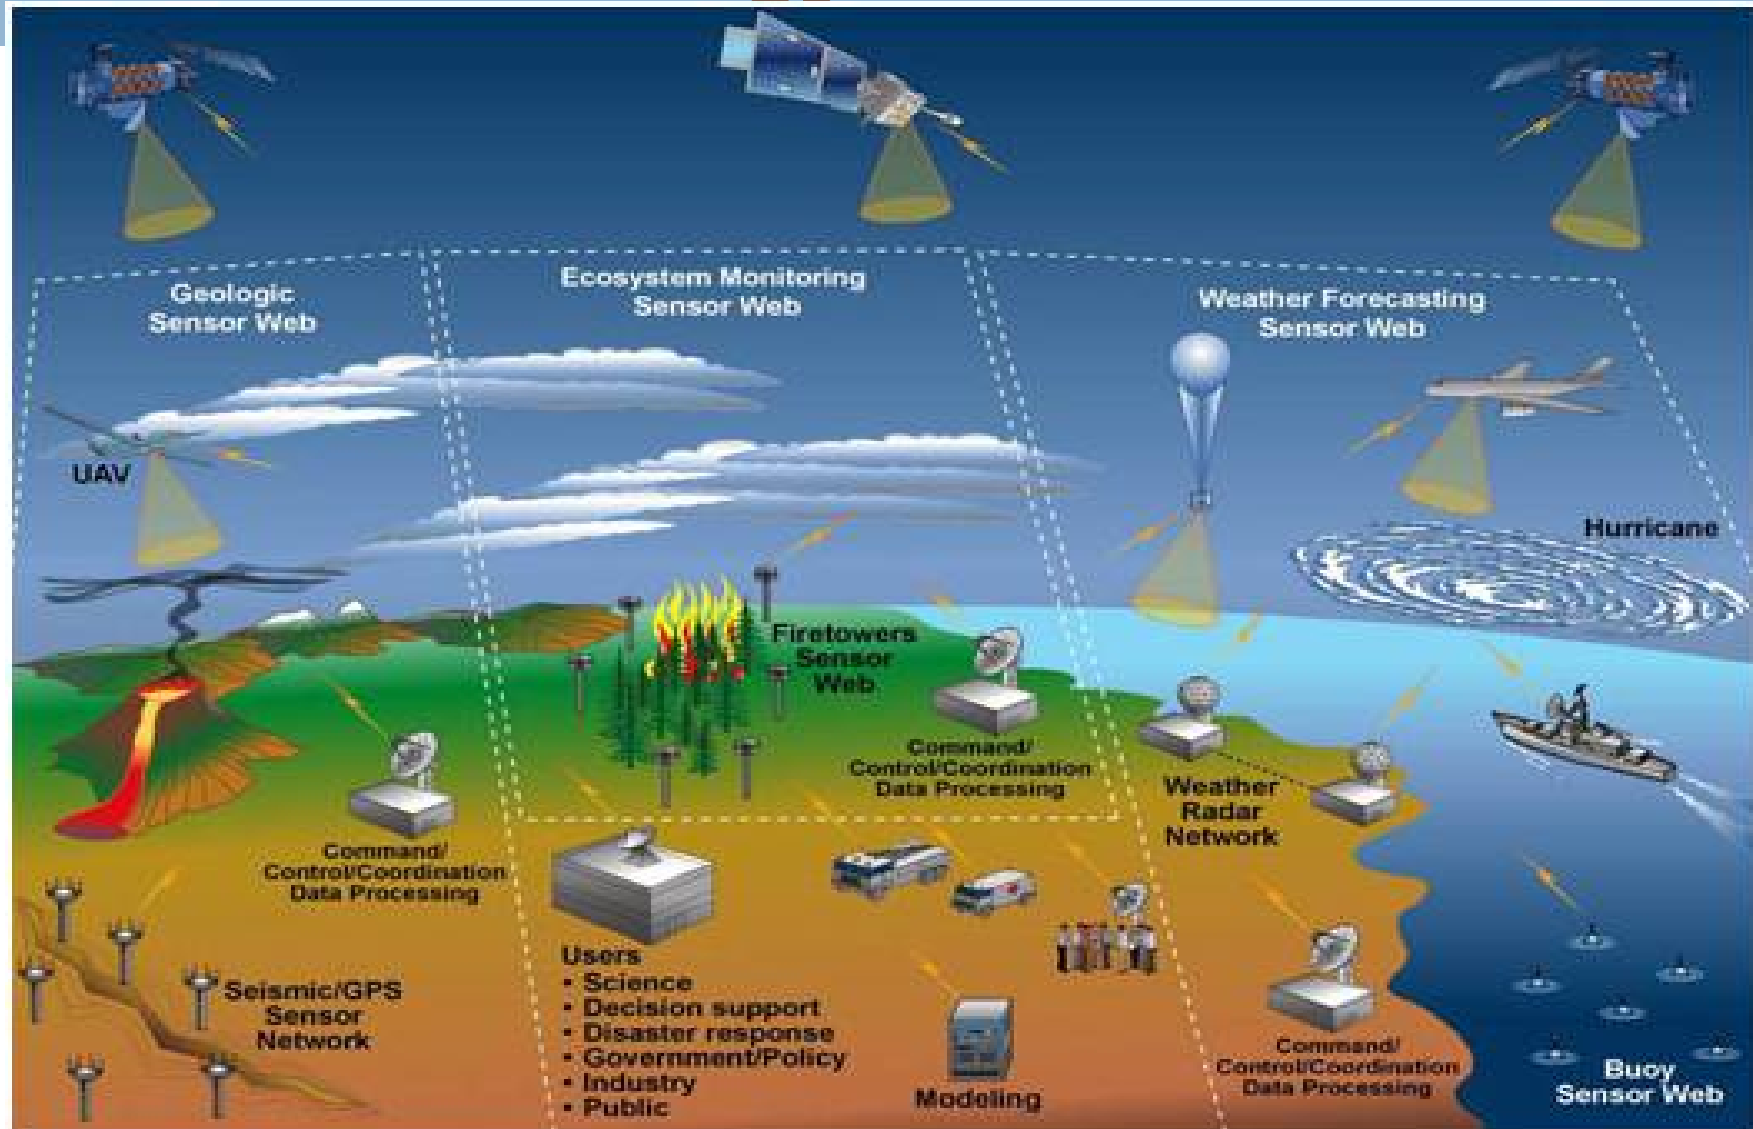 Geologic
Sensor Web
Ecosystem Monitoring
Sensor Web
Weather Forecasting
Sensor Web
UAV
Hurricane
Firetowers
Sensor
Web
Command/
Control/Coordination
Data Processing
Weather
Radar
Network
Command/
Control/Coordination
Data Processing
Seismic/GPS
Sensor
Network
Users
• Science
• Decision support
• Disaster response
• Government/Policy
• Industry
• Public
Modeling
Command/
Control/Coordination
Data Processing
Buoy
Sensor Web